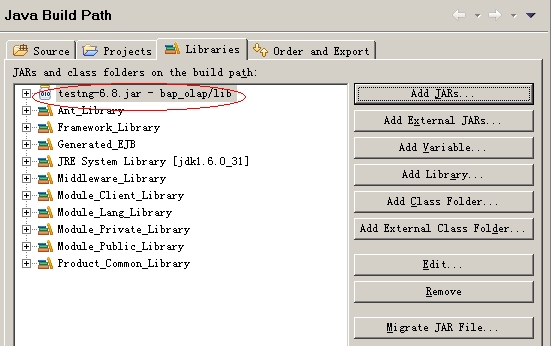 Java Build Path
Source
Projects
Libraries
Order and Export
JARs and class folders on the build path:
testng-6.8.jar - bap_olap/lib
Ant_Library
Framework_Library
Generated_EJB
JRE System Library [jdk1.6.0_31]
Middleware_Library
Module_Client_Library
Module_Lang_Library
Module_Private_Library
Module_Public_Library
Product_Common_Library
Add JARs...
Add External JARs...
Add Variable...
Add Library...
Add Class Folder...
Add External Class Folder...
Edit...
Remove
Migrate JAR File...